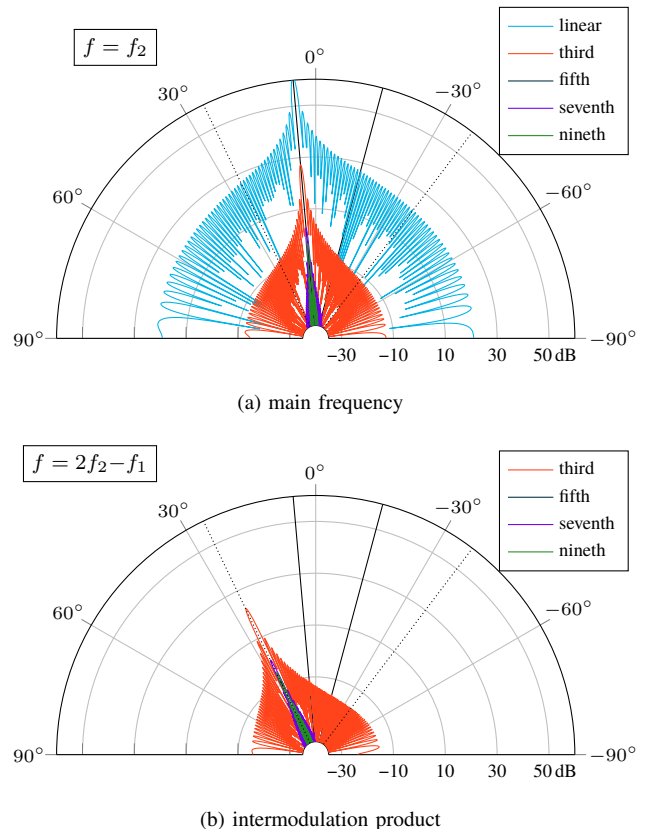 f = f₂
linear
third
fifth
seventh
nineth
0°
30°
−30°
60°
−60°
90°
−90°
−30 −10 10 30 50 dB
(a) main frequency
f = 2f₂−f₁
third
fifth
seventh
nineth
0°
30°
−30°
60°
−60°
90°
−90°
−30 −10 10 30 50 dB
(b) intermodulation product